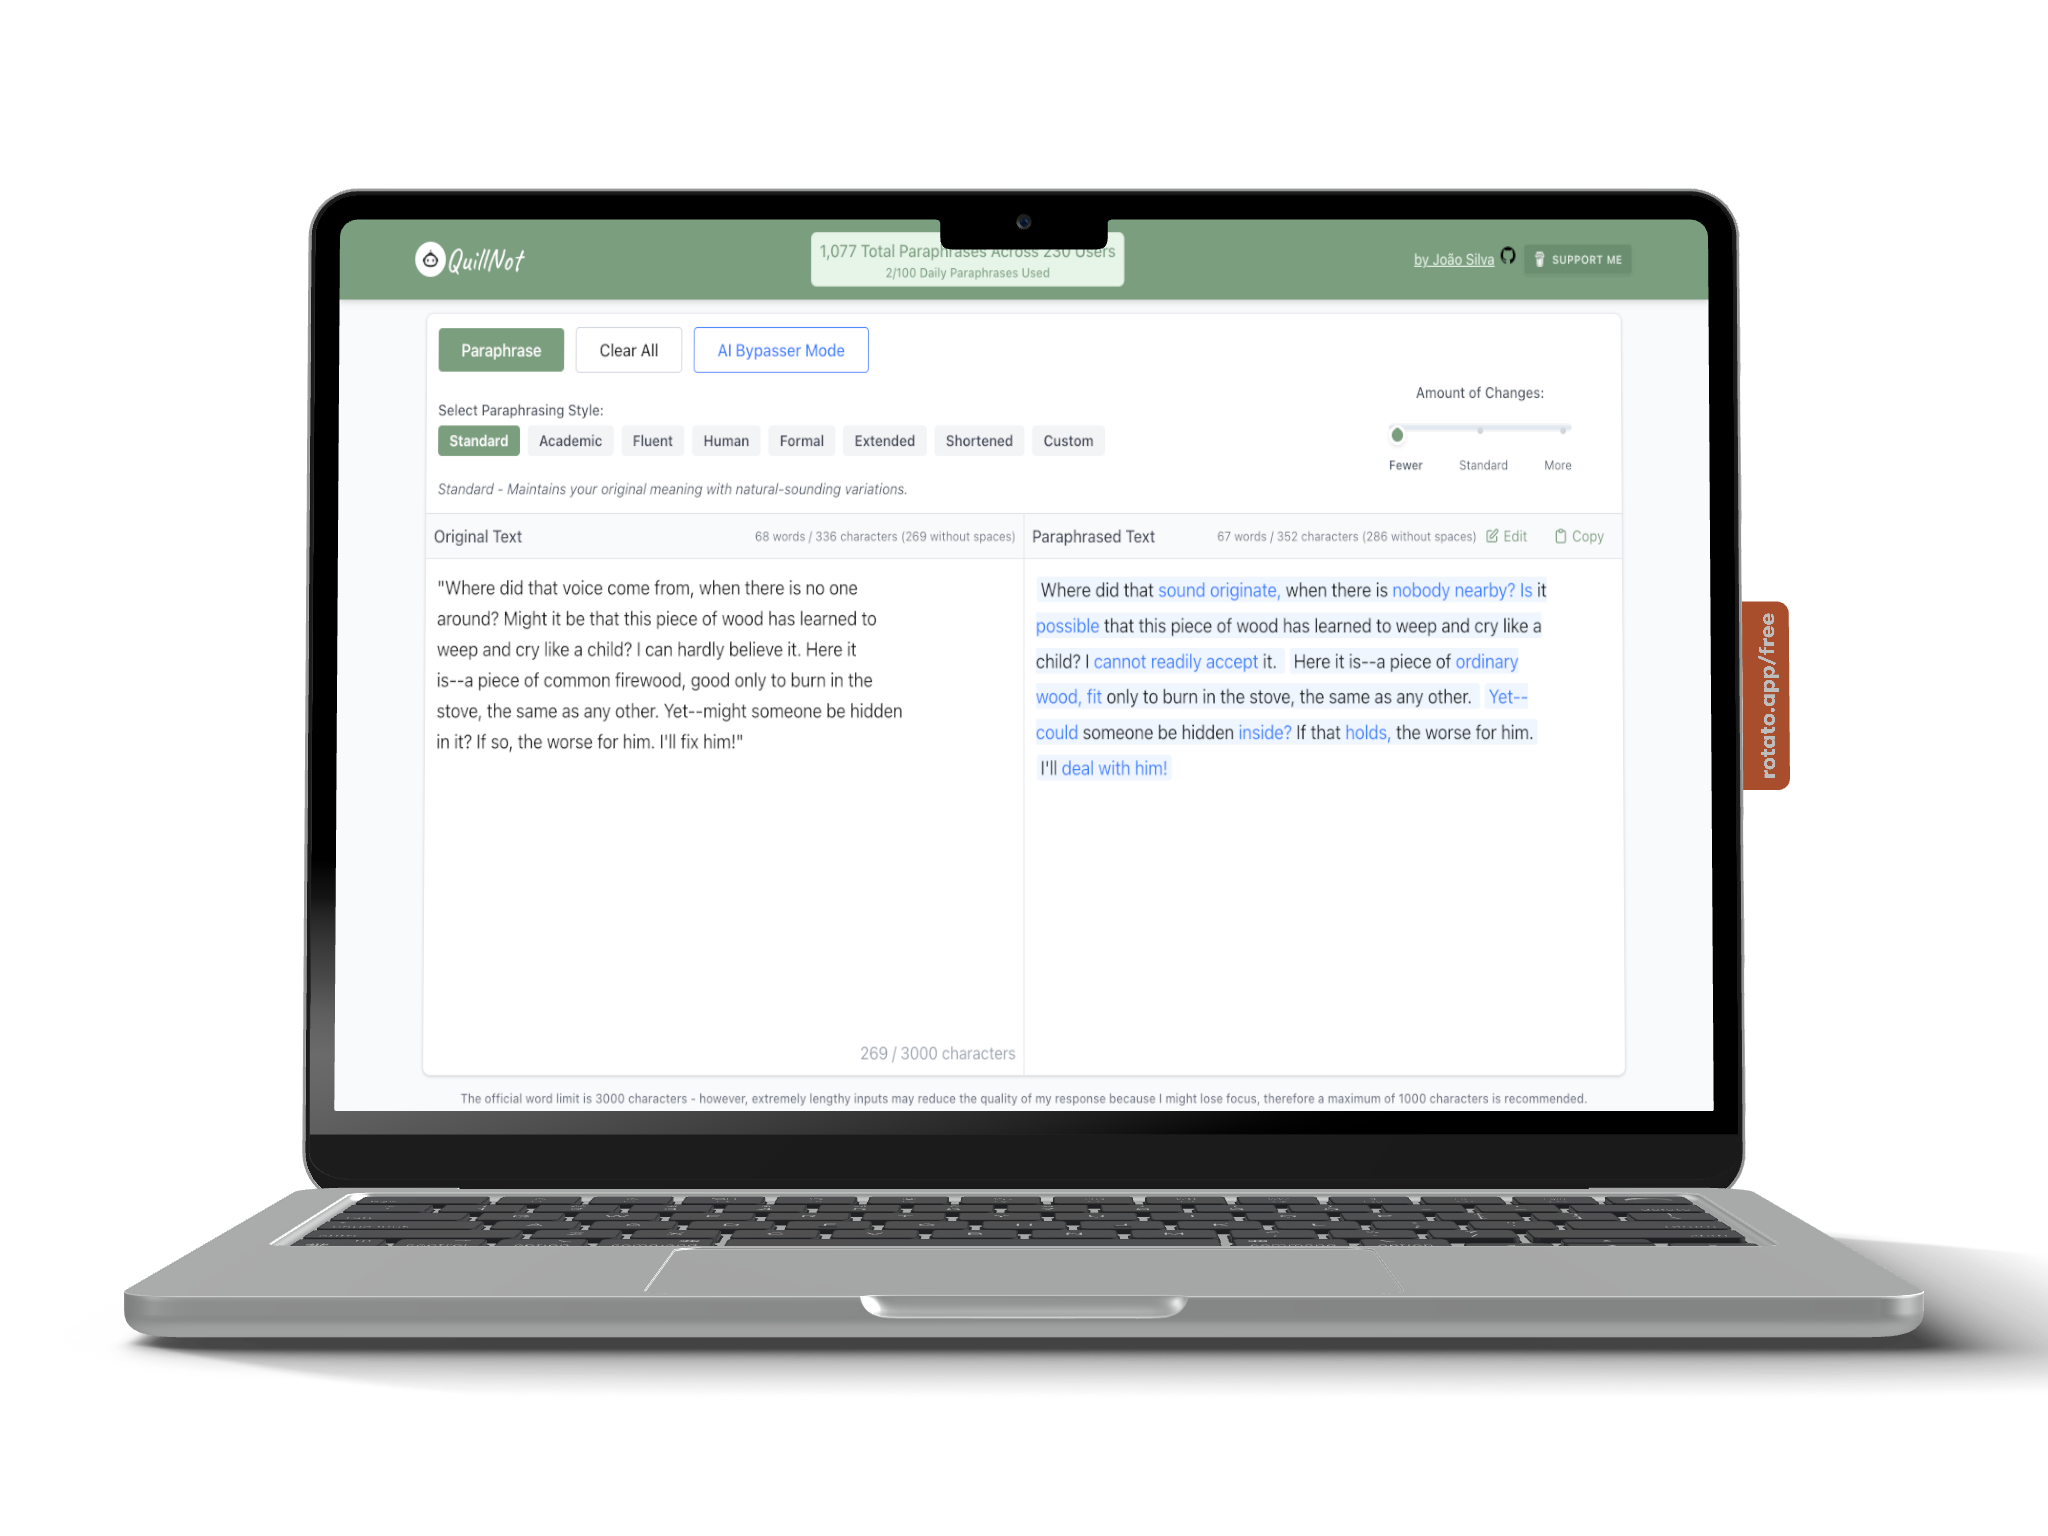 QuillNot
1,077 Total Paraphrases Across 230 Users
2/100 Daily Paraphrases Used
by João Silva
SUPPORT ME
Paraphrase
Clear All
AI Bypasser Mode
Amount of Changes:
Select Paraphrasing Style:
Standard
Academic
Fluent
Human
Formal
Extended
Shortened
Custom
Fewer
Standard
More
Standard - Maintains your original meaning with natural-sounding variations.
Original Text
68 words / 336 characters (269 without spaces)
"Where did that voice come from, when there is no one
around? Might it be that this piece of wood has learned to
weep and cry like a child? I can hardly believe it. Here it
is--a piece of common firewood, good only to burn in the
stove, the same as any other. Yet--might someone be hidden
in it? If so, the worse for him. I'll fix him!"
269 / 3000 characters
Paraphrased Text
67 words / 352 characters (286 without spaces)
Edit
Copy
Where did that sound originate, when there is nobody nearby? Is it
possible that this piece of wood has learned to weep and cry like a
child? I cannot readily accept it. Here it is--a piece of ordinary
wood, fit only to burn in the stove, the same as any other. Yet--
could someone be hidden inside? If that holds, the worse for him.
I'll deal with him!
The official word limit is 3000 characters - however, extremely lengthy inputs may reduce the quality of my response because I might lose focus, therefore a maximum of 1000 characters is recommended.
rotato.app/free